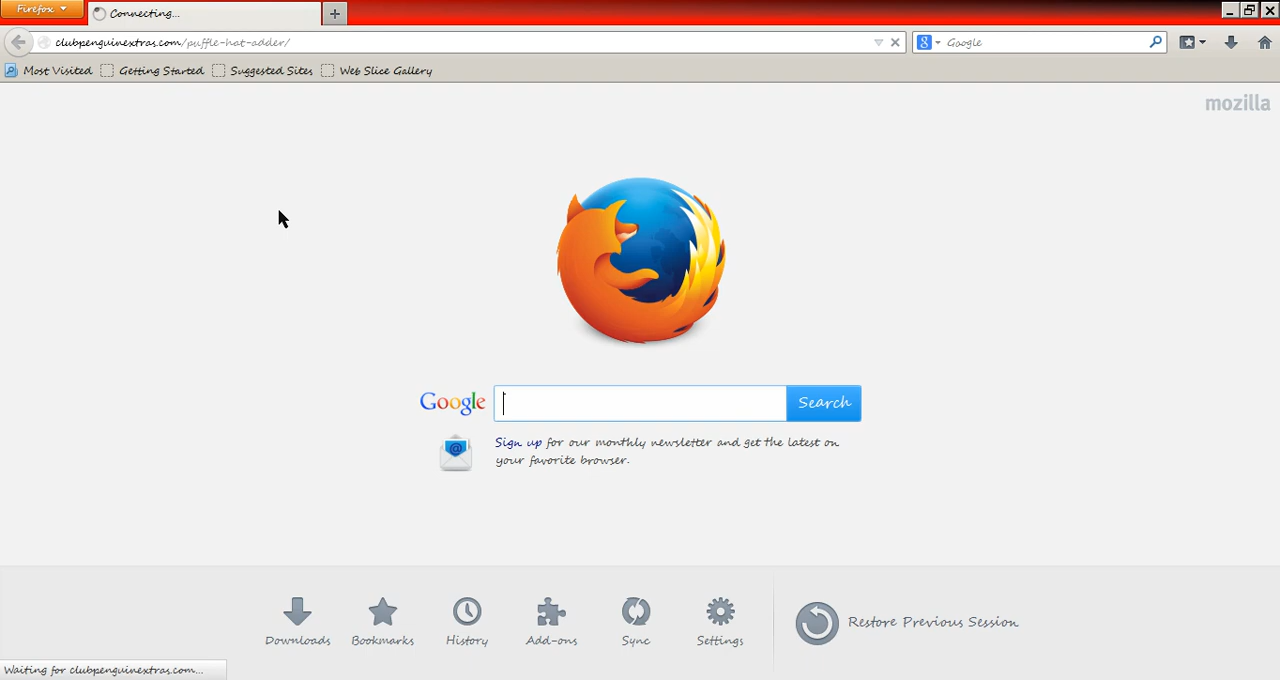 Firefox
Connecting...
clubpenguinextras.com/puffle-hat-adder/
Google
Most Visited
Getting Started
Suggested Sites
Web Slice Gallery
mozilla
Google
Search
Sign up for our monthly newsletter and get the latest on
your favorite browser.
Downloads
Bookmarks
History
Add-ons
Sync
Settings
Restore Previous Session
Waiting for clubpenguinextras.com...